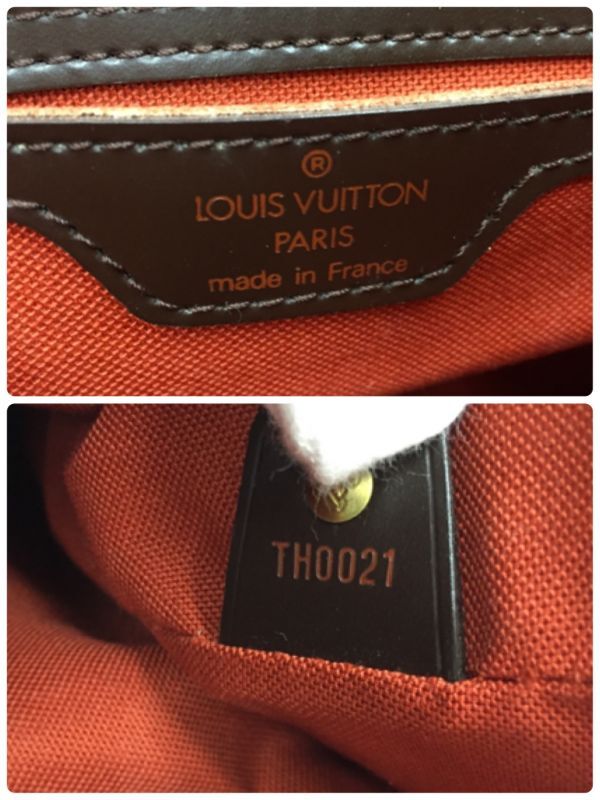 ®
LOUIS VUITTON
PARIS
made in France
TH0021